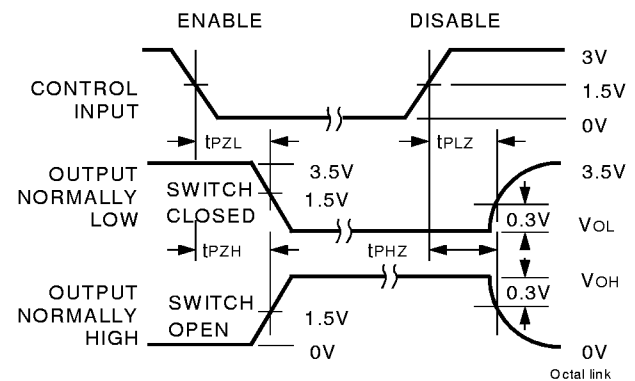 ENABLE DISABLE
3V
CONTROL
INPUT
1.5V
0V
tPZL tPLZ
OUTPUT
NORMALLY
LOW
SWITCH
CLOSED
3.5V
1.5V
3.5V
0.3V
VOL
tPZH tPHZ
OUTPUT
NORMALLY
HIGH
SWITCH
OPEN
1.5V
0V
VOH
0.3V
0V
Octal link